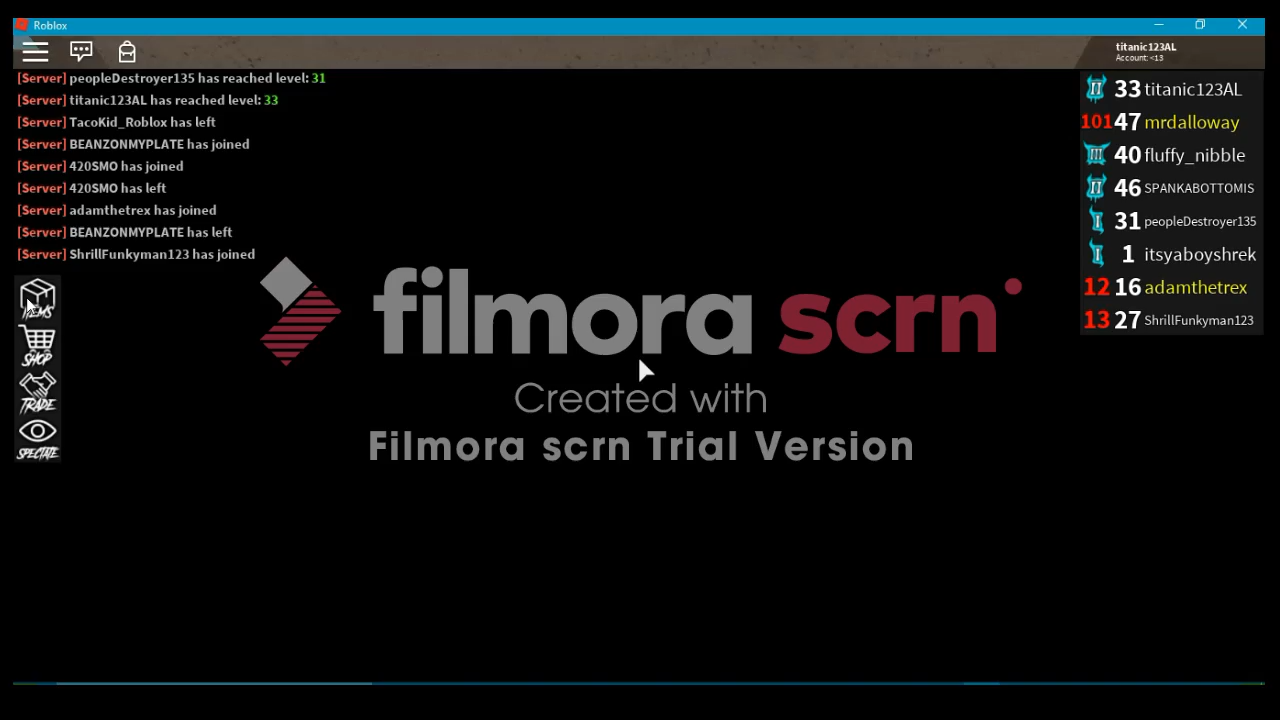 Roblox
titanic123AL
Account: <13
[Server] peopleDestroyer135 has reached level: 31
[Server] titanic123AL has reached level: 33
[Server] TacoKid_Roblox has left
[Server] BEANZONMYPLATE has joined
[Server] 420SMO has joined
[Server] 420SMO has left
[Server] adamthetrex has joined
[Server] BEANZONMYPLATE has left
[Server] ShrillFunkyman123 has joined
II 33 titanic123AL
101 47 mrdalloway
III 40 fluffy_nibble
II 46 SPANKABOTTOMIS
I 31 peopleDestroyer135
I 1 itsyaboyshrek
12 16 adamthetrex
13 27 ShrillFunkyman123
ITEMS
SHOP
TRADE
SPECTATE
filmora scrn
Created with
Filmora scrn Trial Version